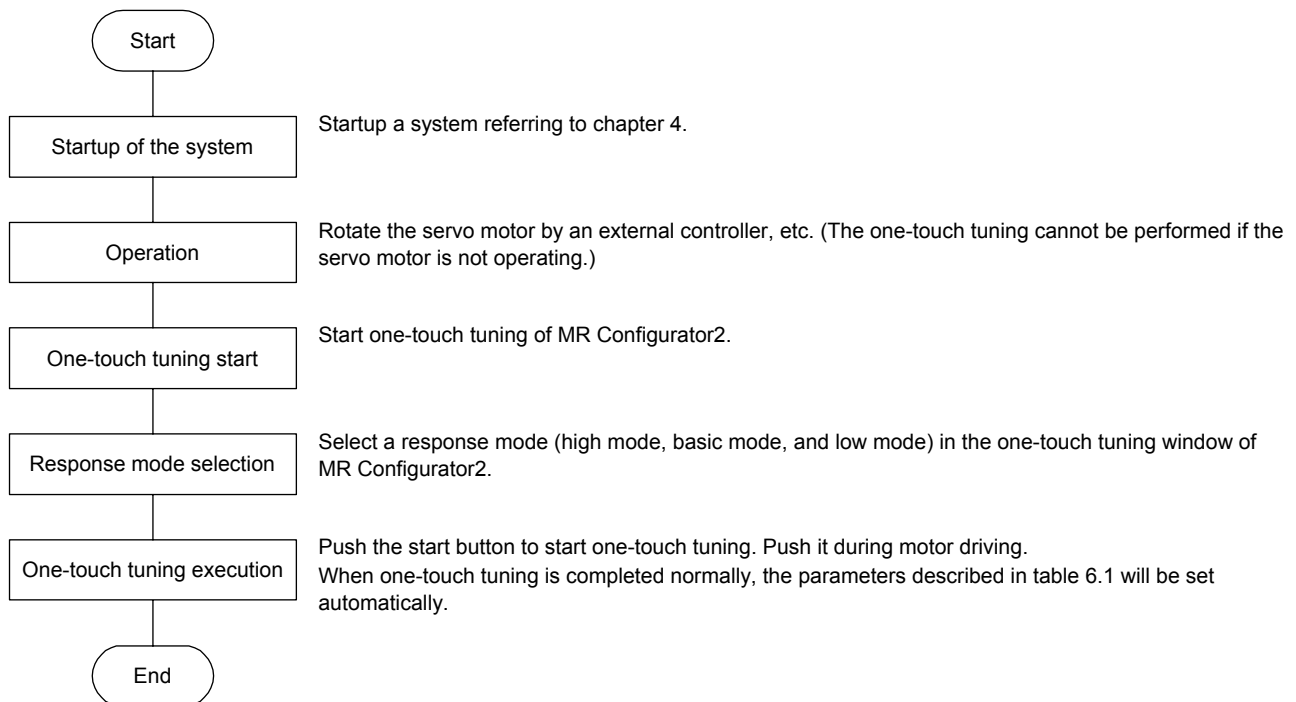 Start
Startup of the system
Startup a system referring to chapter 4.
Operation
Rotate the servo motor by an external controller, etc. (The one-touch tuning cannot be performed if the
servo motor is not operating.)
One-touch tuning start
Start one-touch tuning of MR Configurator2.
Response mode selection
Select a response mode (high mode, basic mode, and low mode) in the one-touch tuning window of
MR Configurator2.
One-touch tuning execution
Push the start button to start one-touch tuning. Push it during motor driving.
When one-touch tuning is completed normally, the parameters described in table 6.1 will be set
automatically.
End